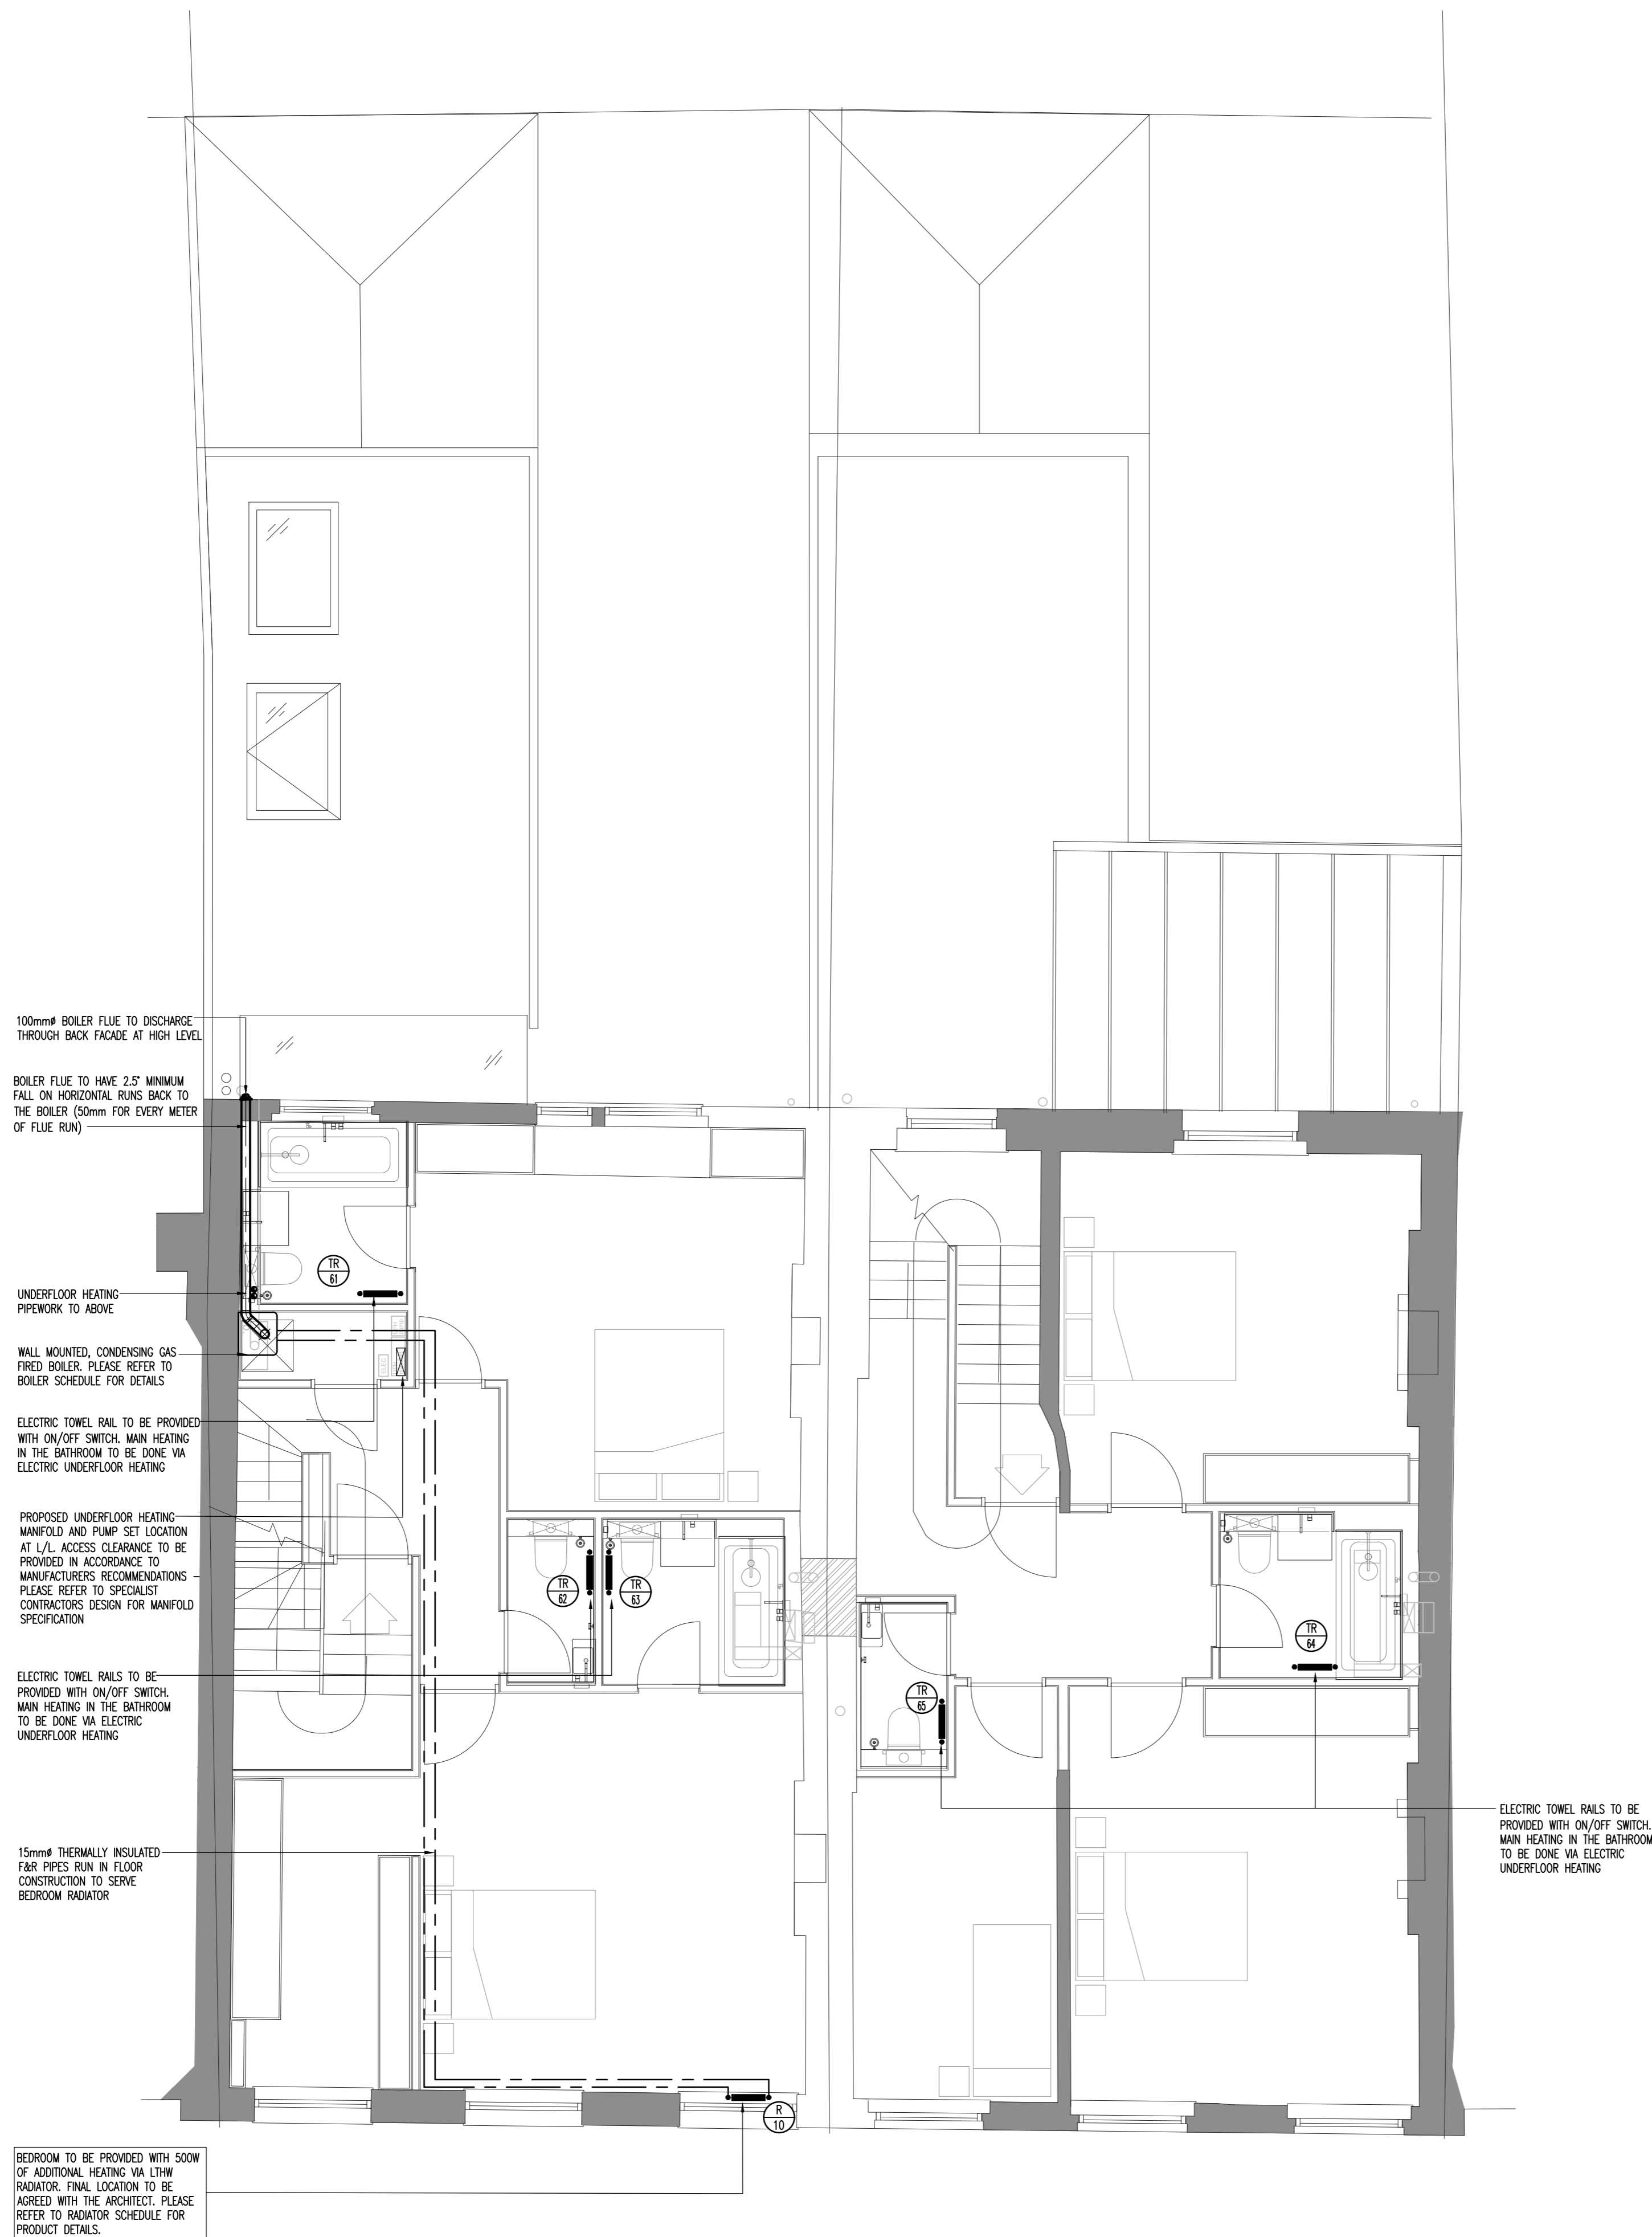 100mmø BOILER FLUE TO DISCHARGE
THROUGH BACK FACADE AT HIGH LEVEL
BOILER FLUE TO HAVE 2.5° MINIMUM
FALL ON HORIZONTAL RUNS BACK TO
THE BOILER (50mm FOR EVERY METER
OF FLUE RUN)
UNDERFLOOR HEATING
PIPEWORK TO ABOVE
WALL MOUNTED, CONDENSING GAS
FIRED BOILER. PLEASE REFER TO
BOILER SCHEDULE FOR DETAILS
ELECTRIC TOWEL RAIL TO BE PROVIDED
WITH ON/OFF SWITCH. MAIN HEATING
IN THE BATHROOM TO BE DONE VIA
ELECTRIC UNDERFLOOR HEATING
PROPOSED UNDERFLOOR HEATING
MANIFOLD AND PUMP SET LOCATION
AT L/L. ACCESS CLEARANCE TO BE
PROVIDED IN ACCORDANCE TO
MANUFACTURERS RECOMMENDATIONS
PLEASE REFER TO SPECIALIST
CONTRACTORS DESIGN FOR MANIFOLD
SPECIFICATION
ELECTRIC TOWEL RAILS TO BE
PROVIDED WITH ON/OFF SWITCH.
MAIN HEATING IN THE BATHROOM
TO BE DONE VIA ELECTRIC
UNDERFLOOR HEATING
15mmø THERMALLY INSULATED
F&R PIPES RUN IN FLOOR
CONSTRUCTION TO SERVE
BEDROOM RADIATOR
BEDROOM TO BE PROVIDED WITH 500W
OF ADDITIONAL HEATING VIA LTHW
RADIATOR. FINAL LOCATION TO BE
AGREED WITH THE ARCHITECT. PLEASE
REFER TO RADIATOR SCHEDULE FOR
PRODUCT DETAILS.
TR
61
ELEC
TR
62
TR
63
TR
64
TR
65
R
10
ELECTRIC TOWEL RAILS TO BE
PROVIDED WITH ON/OFF SWITCH.
MAIN HEATING IN THE BATHROOM
TO BE DONE VIA ELECTRIC
UNDERFLOOR HEATING